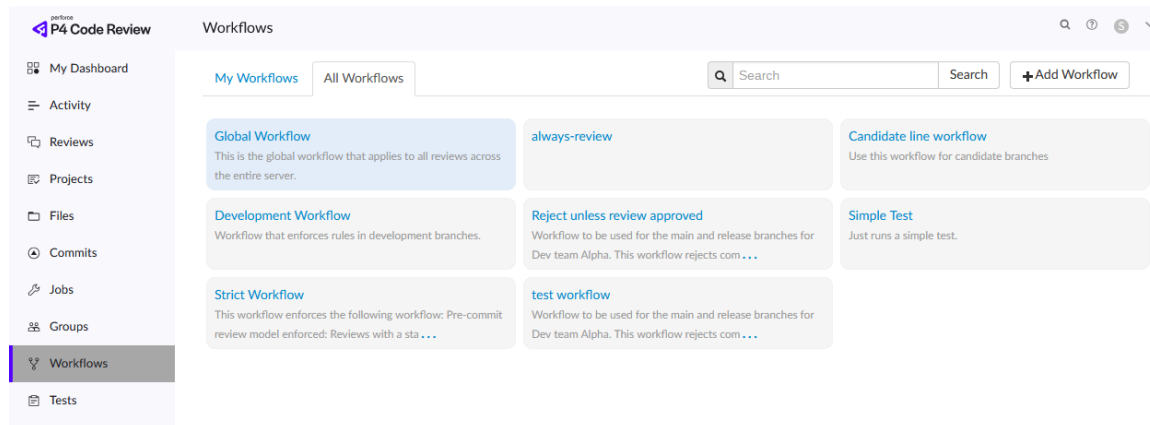 perforce
P4 Code Review
Workflows
S
My Dashboard
Activity
Reviews
Projects
Files
Commits
Jobs
Groups
Workflows
Tests
My Workflows
All Workflows
Search
Search
+Add Workflow
Global Workflow
This is the global workflow that applies to all reviews across
the entire server.
always-review
Candidate line workflow
Use this workflow for candidate branches
Development Workflow
Workflow that enforces rules in development branches.
Reject unless review approved
Workflow to be used for the main and release branches for
Dev team Alpha. This workflow rejects com ...
Simple Test
Just runs a simple test.
Strict Workflow
This workflow enforces the following workflow: Pre-commit
review model enforced: Reviews with a sta ...
test workflow
Workflow to be used for the main and release branches for
Dev team Alpha. This workflow rejects com ...